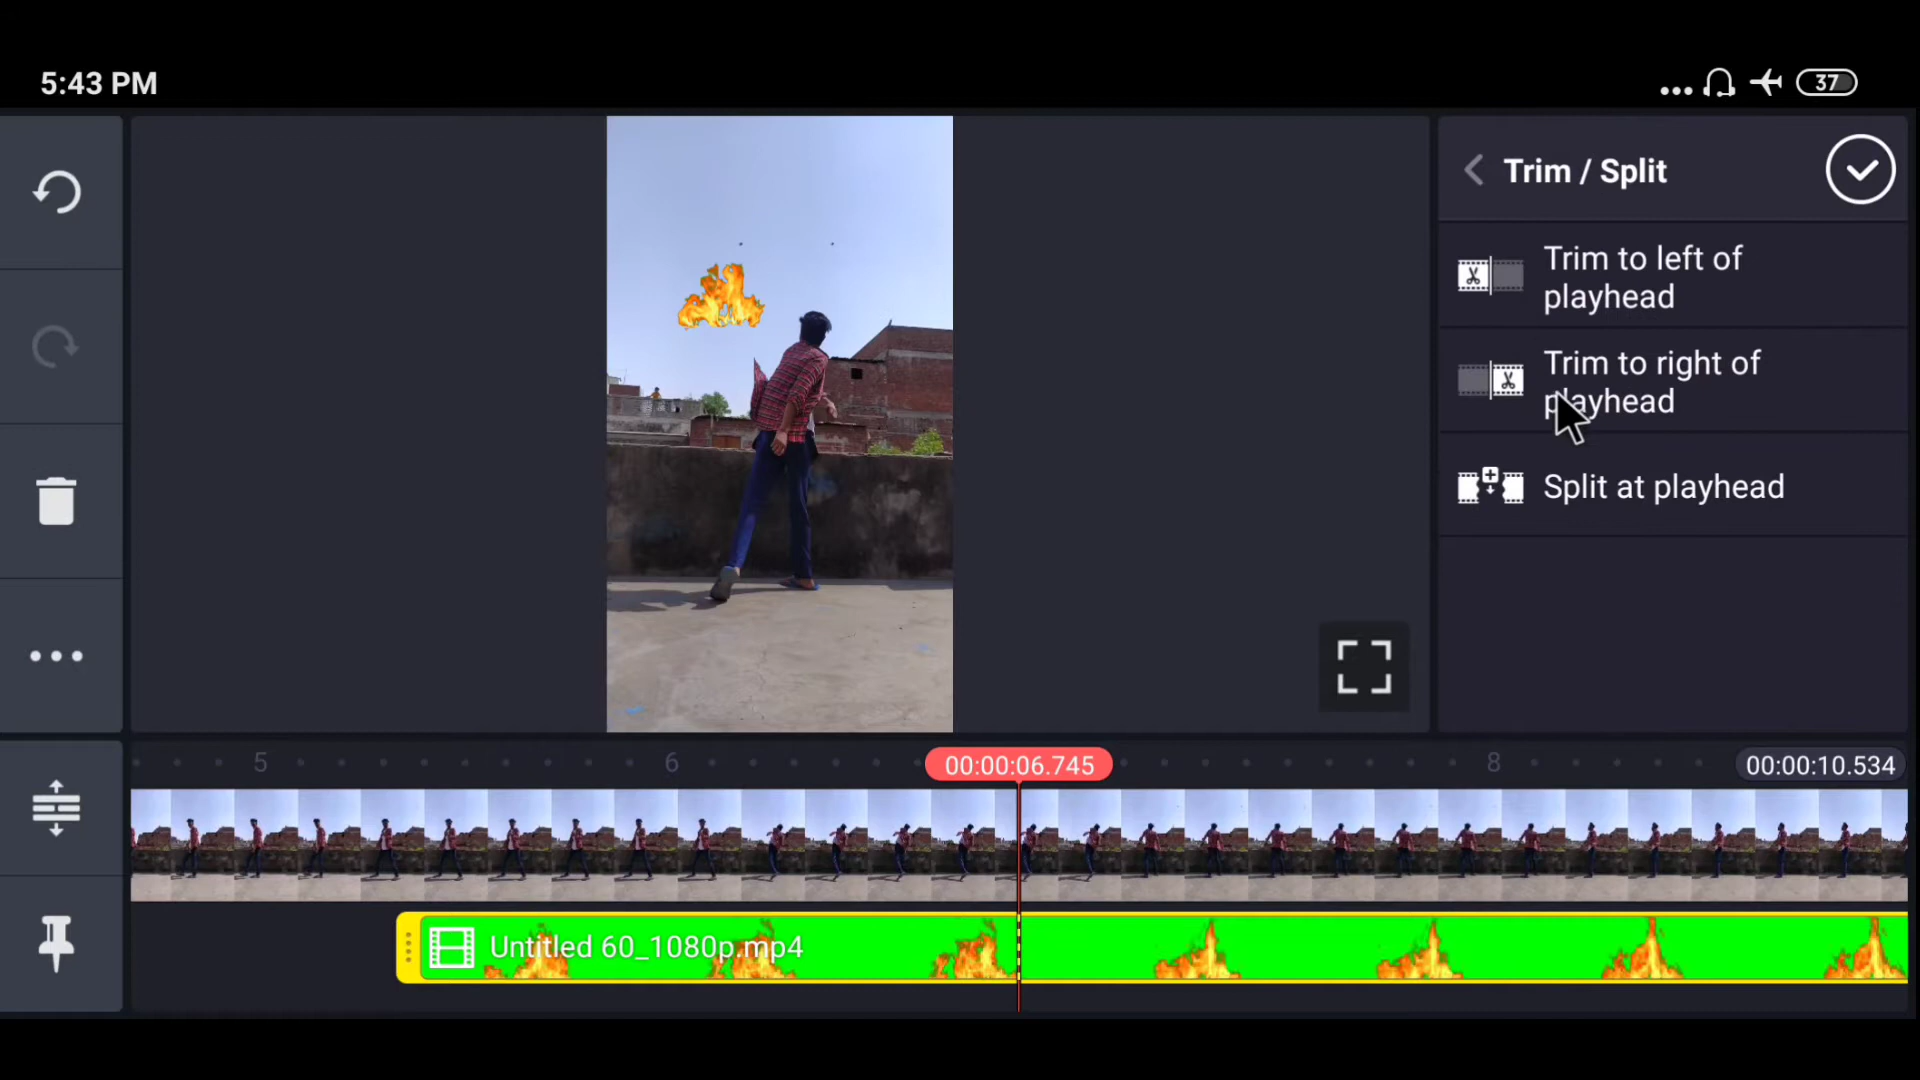 5:43 PM
37
Trim / Split
Trim to left of
playhead
Trim to right of
playhead
Split at playhead
5
6
00:00:06.745
8
00:00:10.534
Untitled 60_1080p.mp4